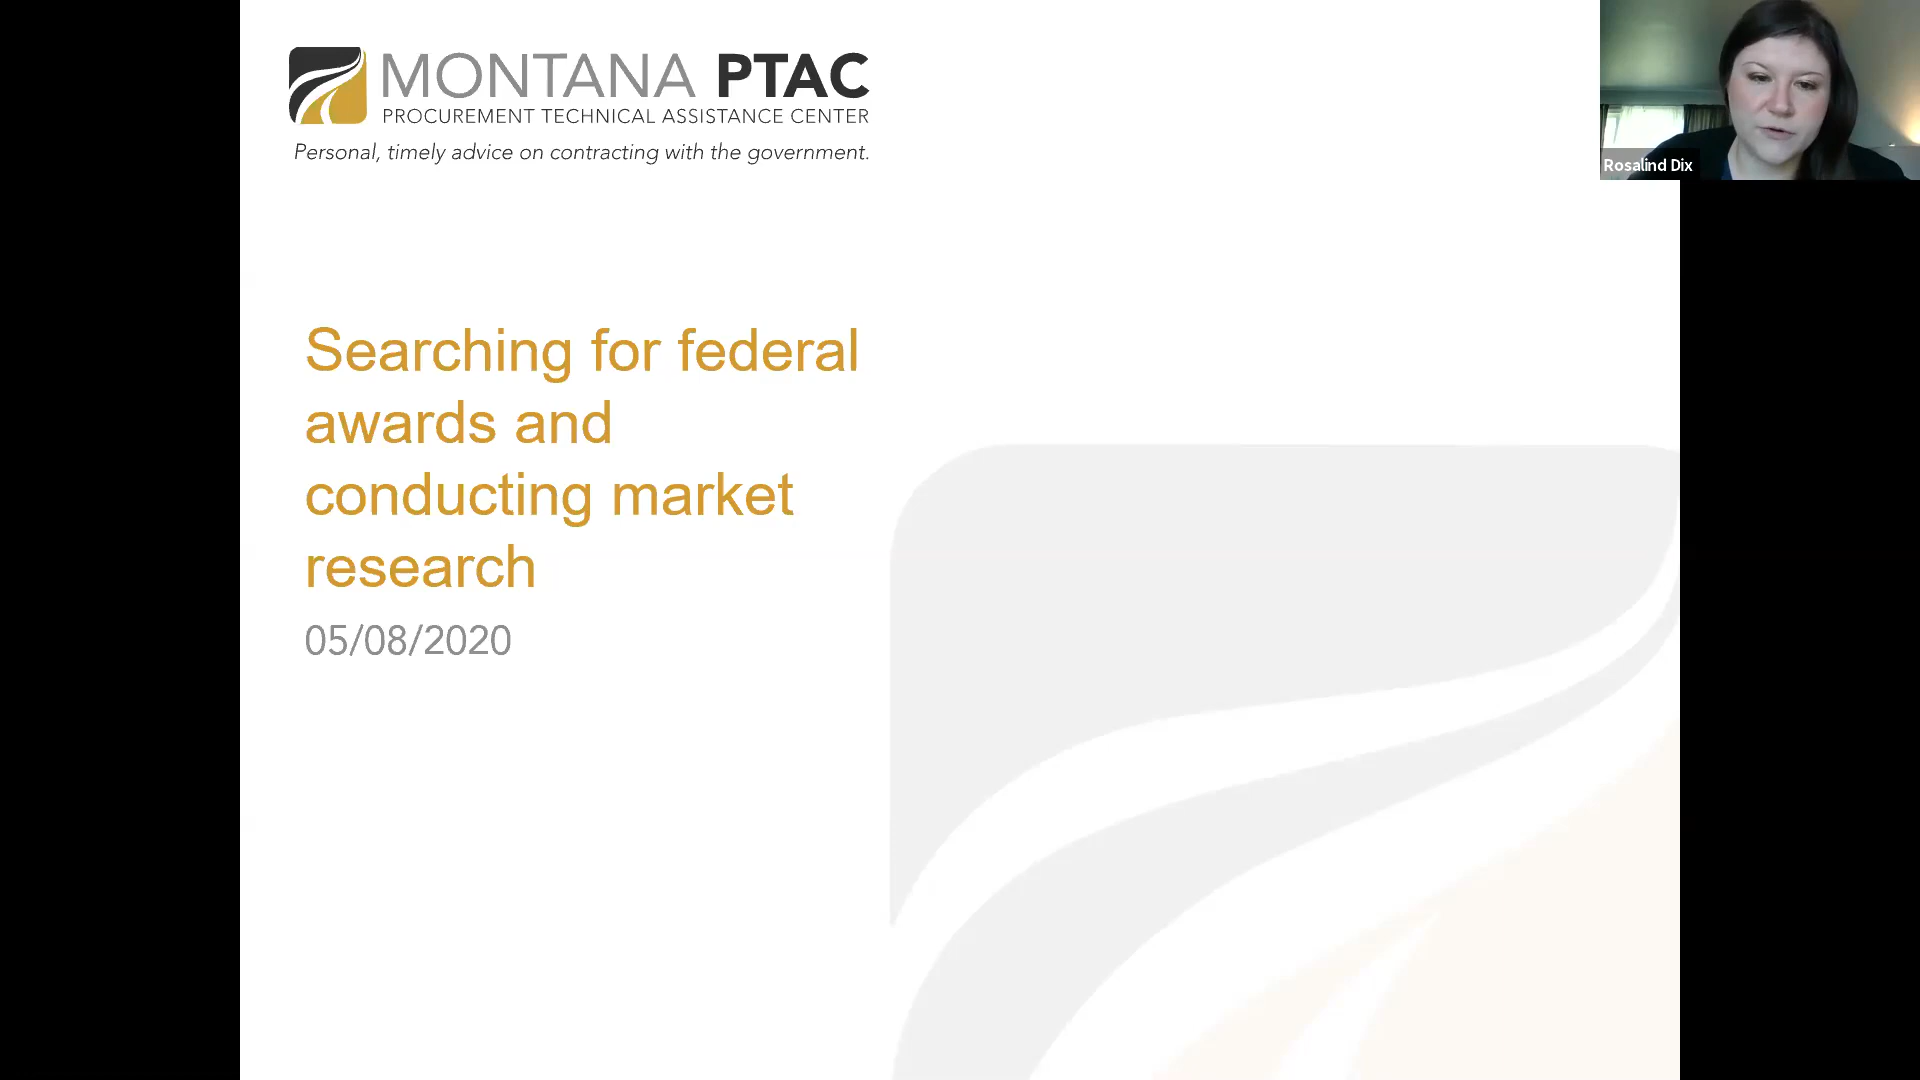 MONTANA PTAC
PROCUREMENT TECHNICAL ASSISTANCE CENTER
Personal, timely advice on contracting with the government.
Rosalind Dix
Searching for federal
awards and
conducting market
research
05/08/2020